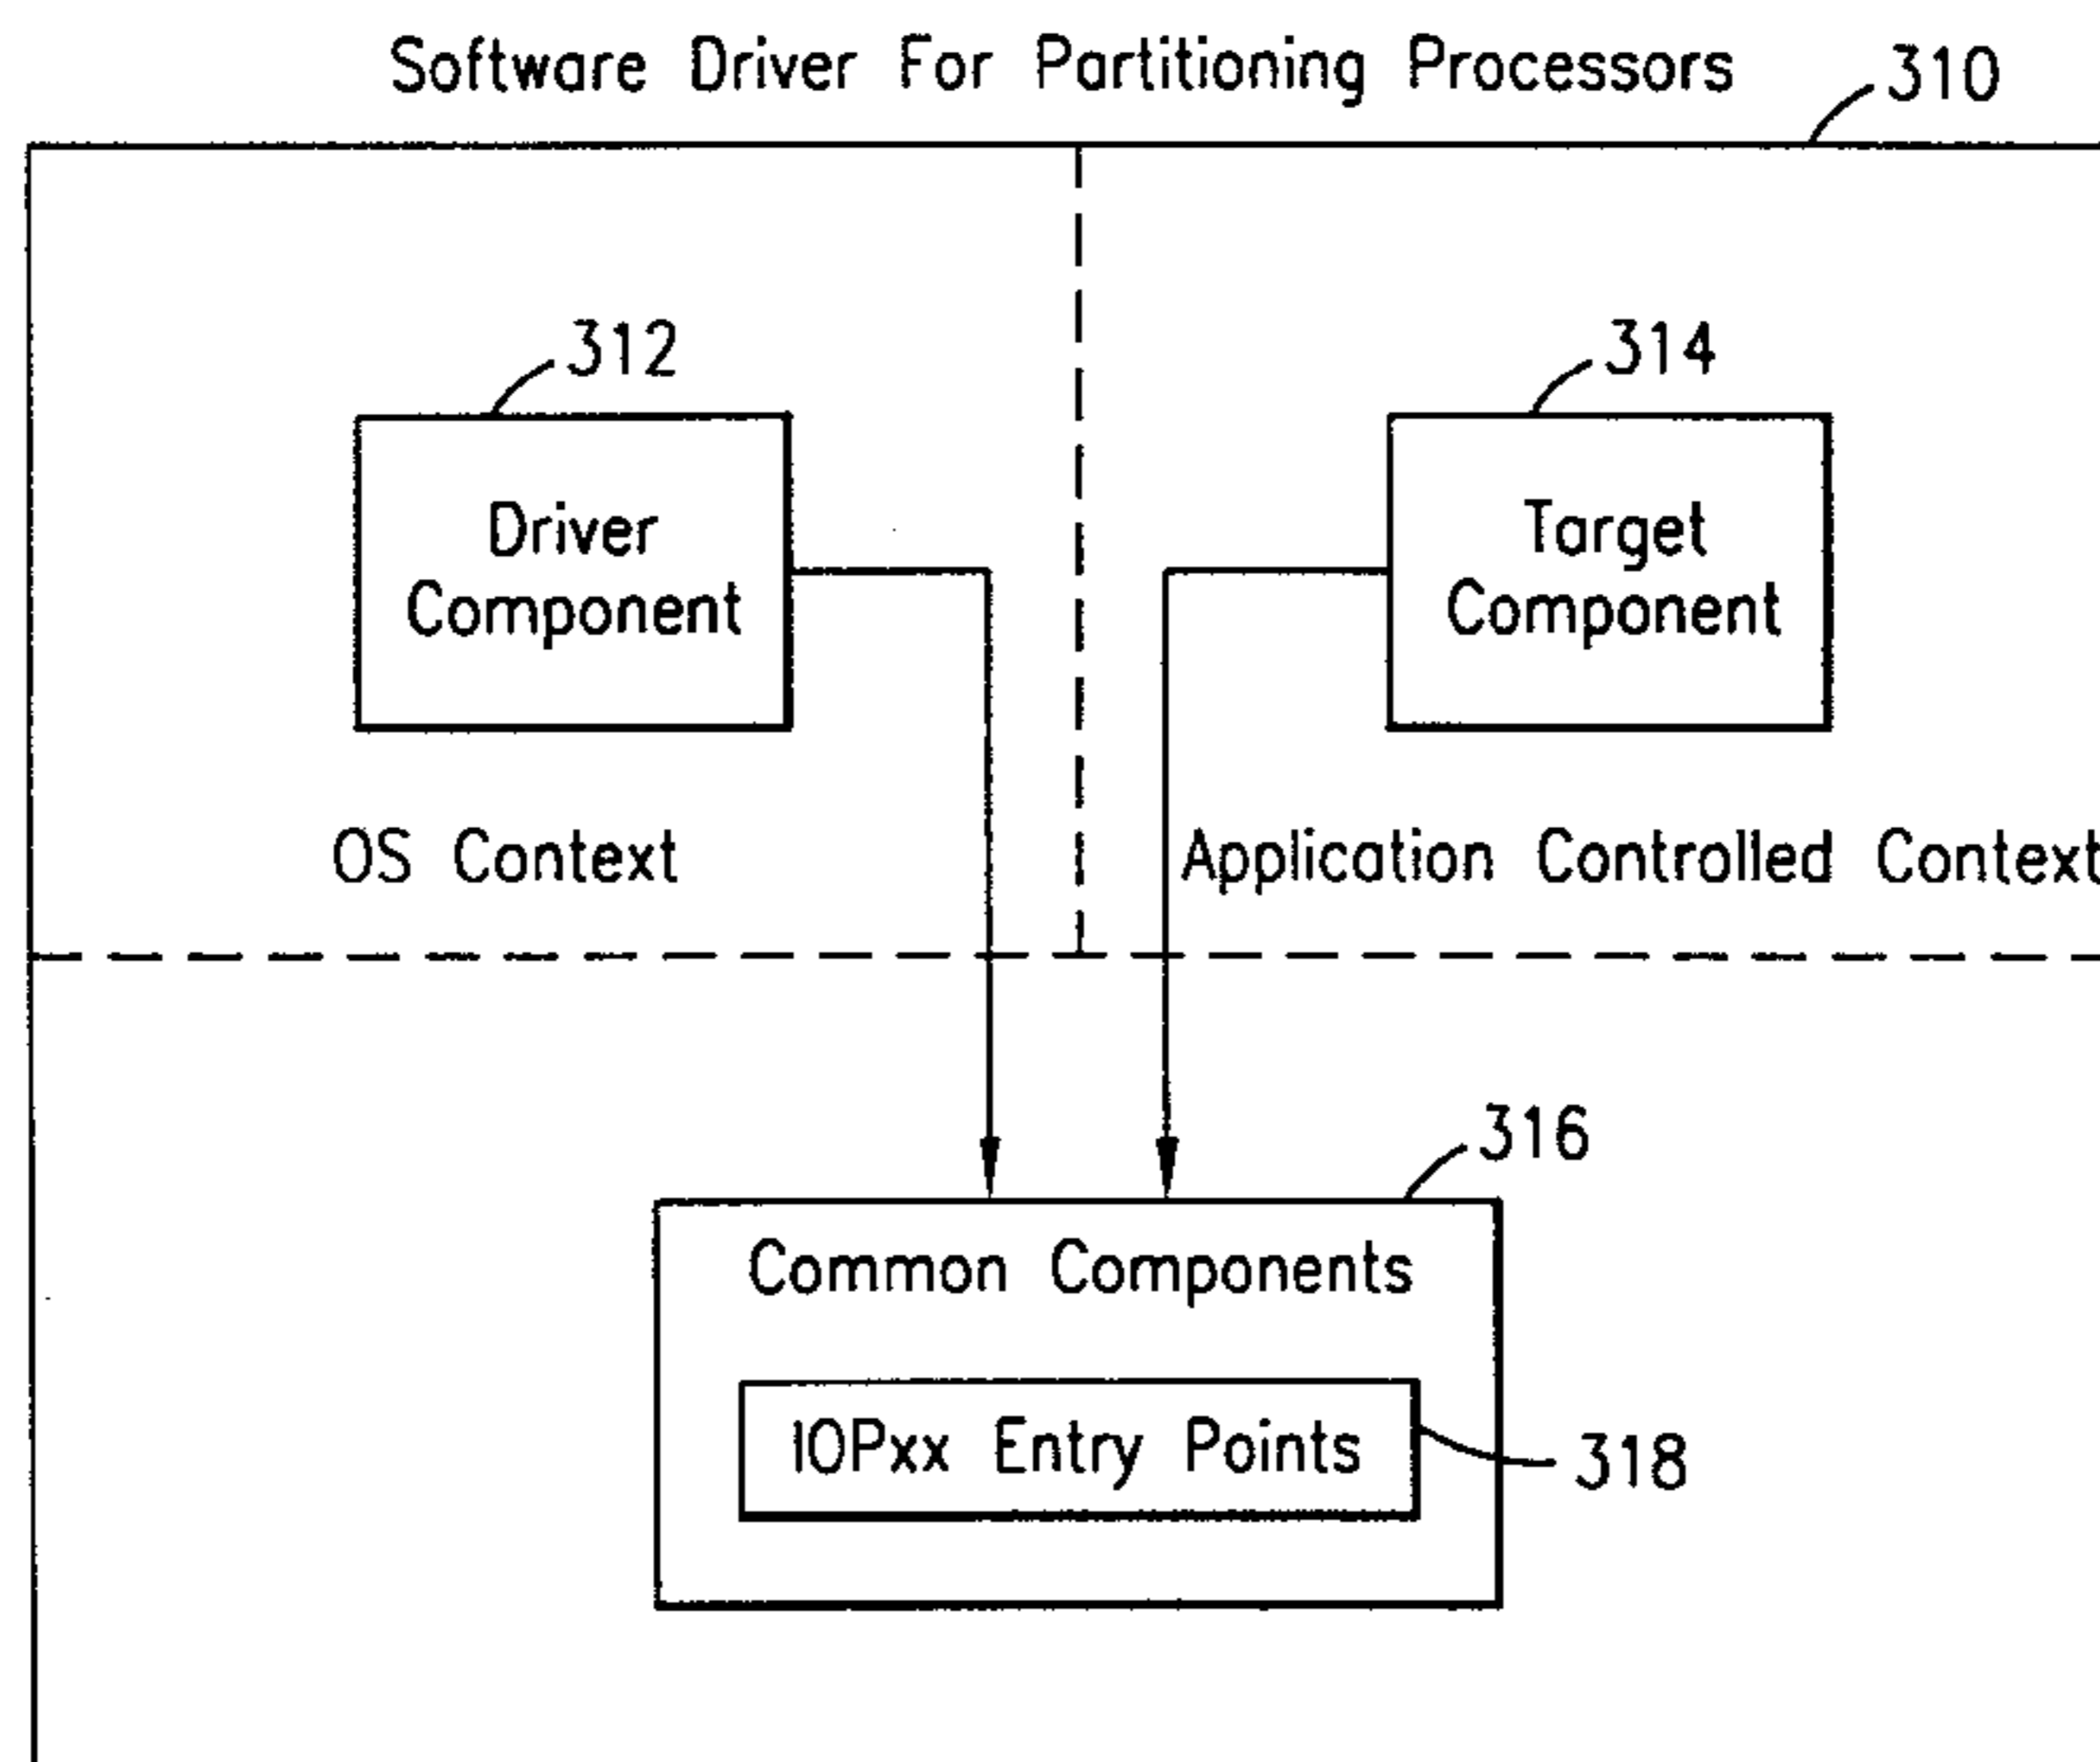 Software Driver For Partitioning Processors
310
312
314
Driver
Component
Target
Component
OS Context
Application Controlled Context
316
Common Components
IOPxx Entry Points
318